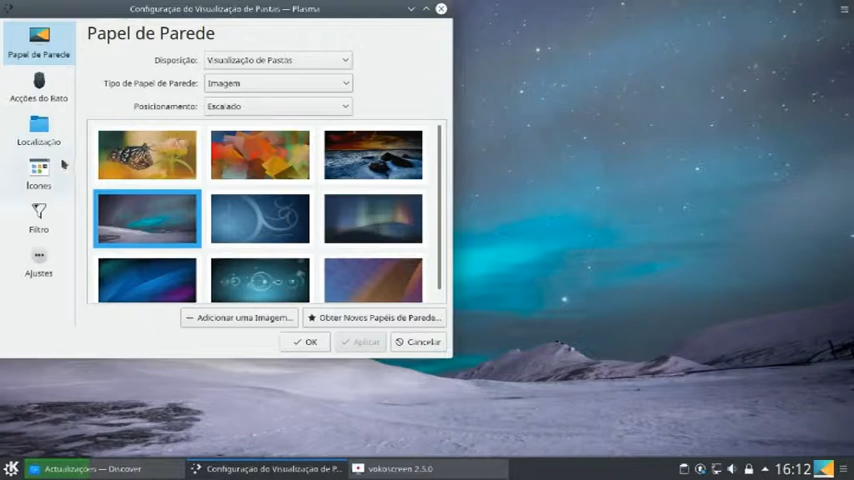 Configuração do Visualização de Pastas — Plasma
Papel de Parede
Acções do Rato
Localização
Ícones
Filtro
Ajustes
Papel de Parede
Disposição: Visualização de Pastas
Tipo de Papel de Parede: Imagem
Posicionamento: Escalado
Adicionar uma Imagem...
Obter Novos Papéis de Parede...
OK
Aplicar
Cancelar
Actualizações — Discover
Configuração do Visualização de P...
vokoscreen 2.5.0
16:12